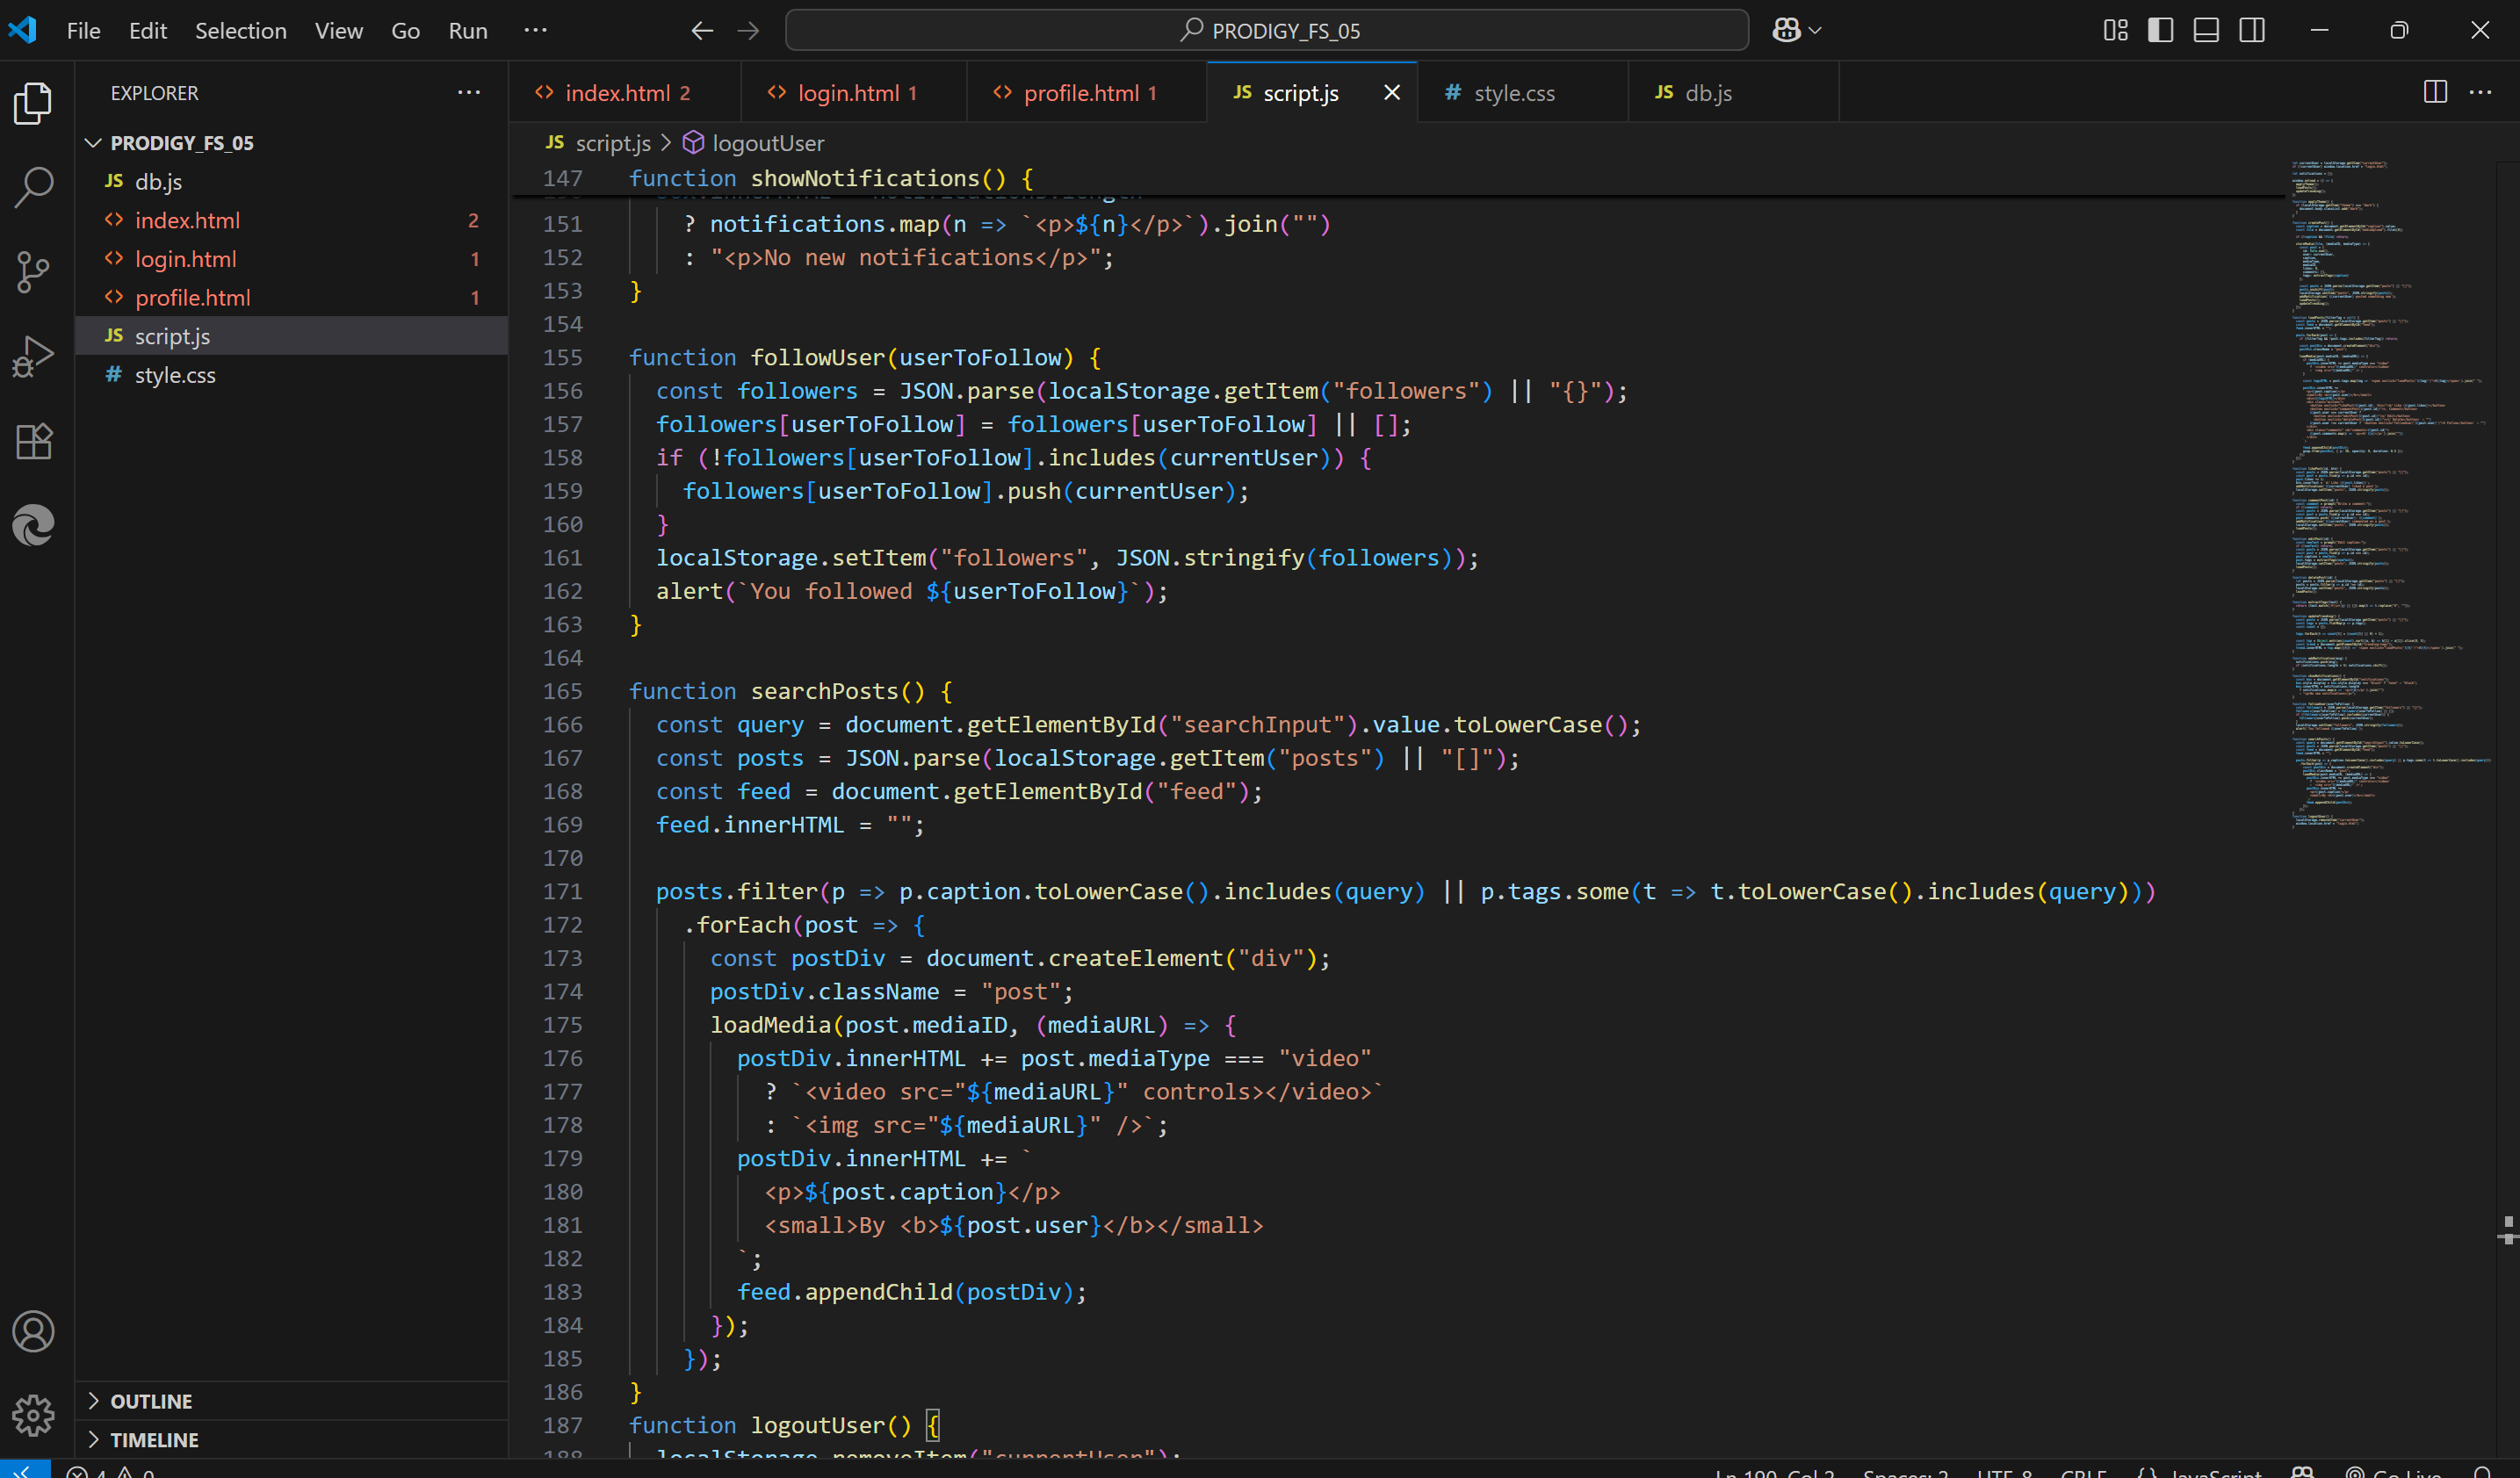 File Edit Selection View Go Run ··· PRODIGY_FS_05
EXPLORER ···
PRODIGY_FS_05
JS db.js
<> index.html 2
<> login.html 1
<> profile.html 1
JS script.js
# style.css
OUTLINE
TIMELINE
<> index.html 2 <> login.html 1 <> profile.html 1 JS script.js # style.css JS db.js
JS script.js > logoutUser
147 function showNotifications() {
151 ? notifications.map(n => `<p>${n}</p>`).join("")
152 : "<p>No new notifications</p>";
153 }
154
155 function followUser(userToFollow) {
156 const followers = JSON.parse(localStorage.getItem("followers") || "{}");
157 followers[userToFollow] = followers[userToFollow] || [];
158 if (!followers[userToFollow].includes(currentUser)) {
159 followers[userToFollow].push(currentUser);
160 }
161 localStorage.setItem("followers", JSON.stringify(followers));
162 alert(`You followed ${userToFollow}`);
163 }
164
165 function searchPosts() {
166 const query = document.getElementById("searchInput").value.toLowerCase();
167 const posts = JSON.parse(localStorage.getItem("posts") || "[]");
168 const feed = document.getElementById("feed");
169 feed.innerHTML = "";
170
171 posts.filter(p => p.caption.toLowerCase().includes(query) || p.tags.some(t => t.toLowerCase().includes(query)))
172 .forEach(post => {
173 const postDiv = document.createElement("div");
174 postDiv.className = "post";
175 loadMedia(post.mediaID, (mediaURL) => {
176 postDiv.innerHTML += post.mediaType === "video"
177 ? `<video src="${mediaURL}" controls></video>`
178 : `<img src="${mediaURL}" />`;
179 postDiv.innerHTML += `
180 <p>${post.caption}</p>
181 <small>By <b>${post.user}</b></small>
182 `;
183 feed.appendChild(postDiv);
184 });
185 });
186 }
187 function logoutUser() {
188 localStorage.removeItem("currentUser");
4 0 Ln 190, Col 2 Spaces: 2 UTF-8 CRLF {} JavaScript Go Live